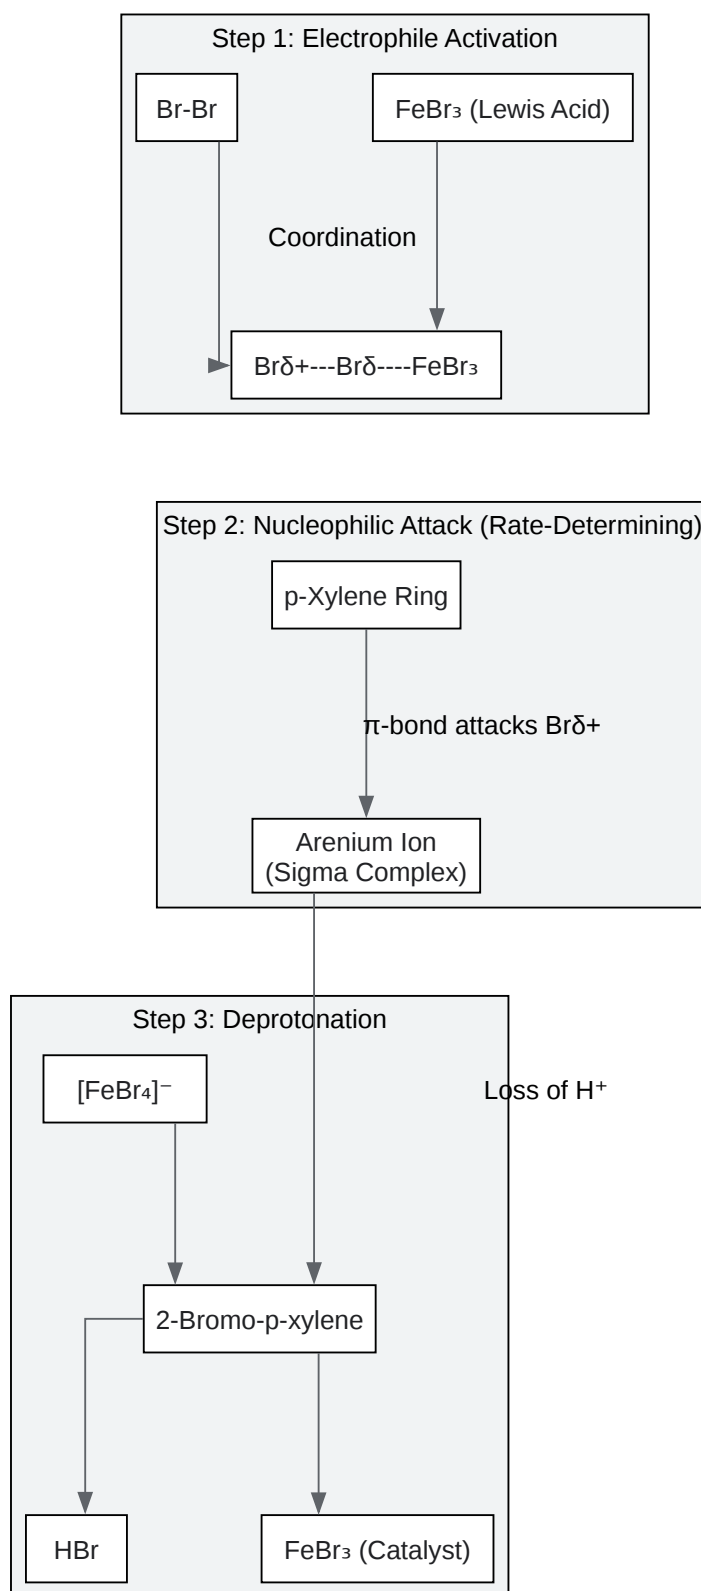 Step 1: Electrophile Activation
Br-Br
FeBr₃ (Lewis Acid)
Coordination
Brδ+---Brδ----FeBr₃
Step 2: Nucleophilic Attack (Rate-Determining)
p-Xylene Ring
π-bond attacks Brδ+
Arenium Ion
(Sigma Complex)
Step 3: Deprotonation
[FeBr₄]⁻
Loss of H⁺
2-Bromo-p-xylene
HBr
FeBr₃ (Catalyst)